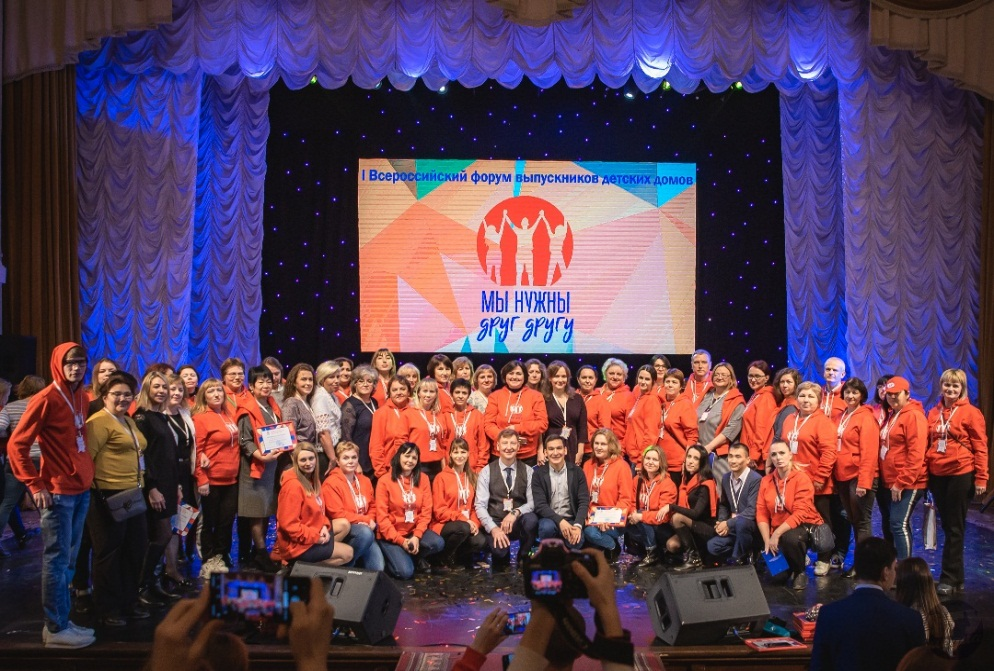 I Всероссийский форум выпускников детских домов
МЫ НУЖНЫ
друг другу